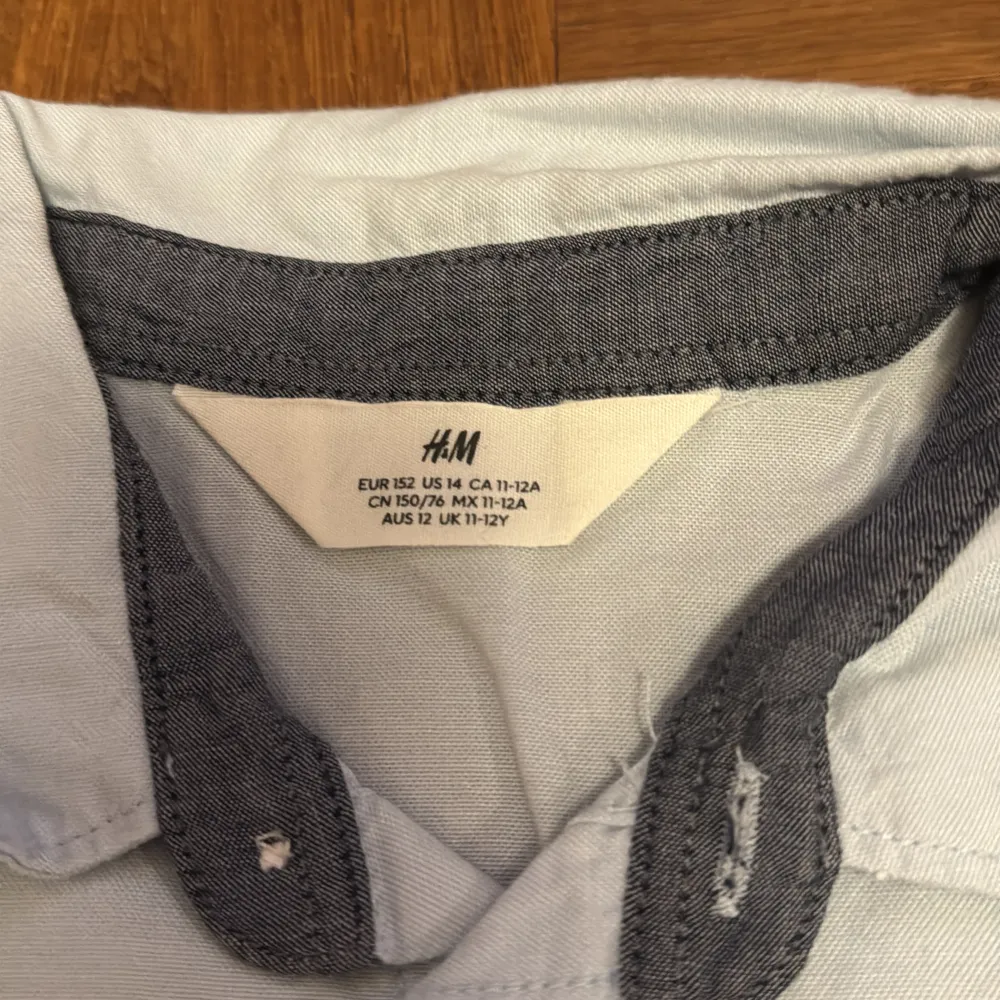 H&M
EUR 152 US 14 CA 11-12A
CN 150/76 MX 11-12A
AUS 12 UK 11-12Y